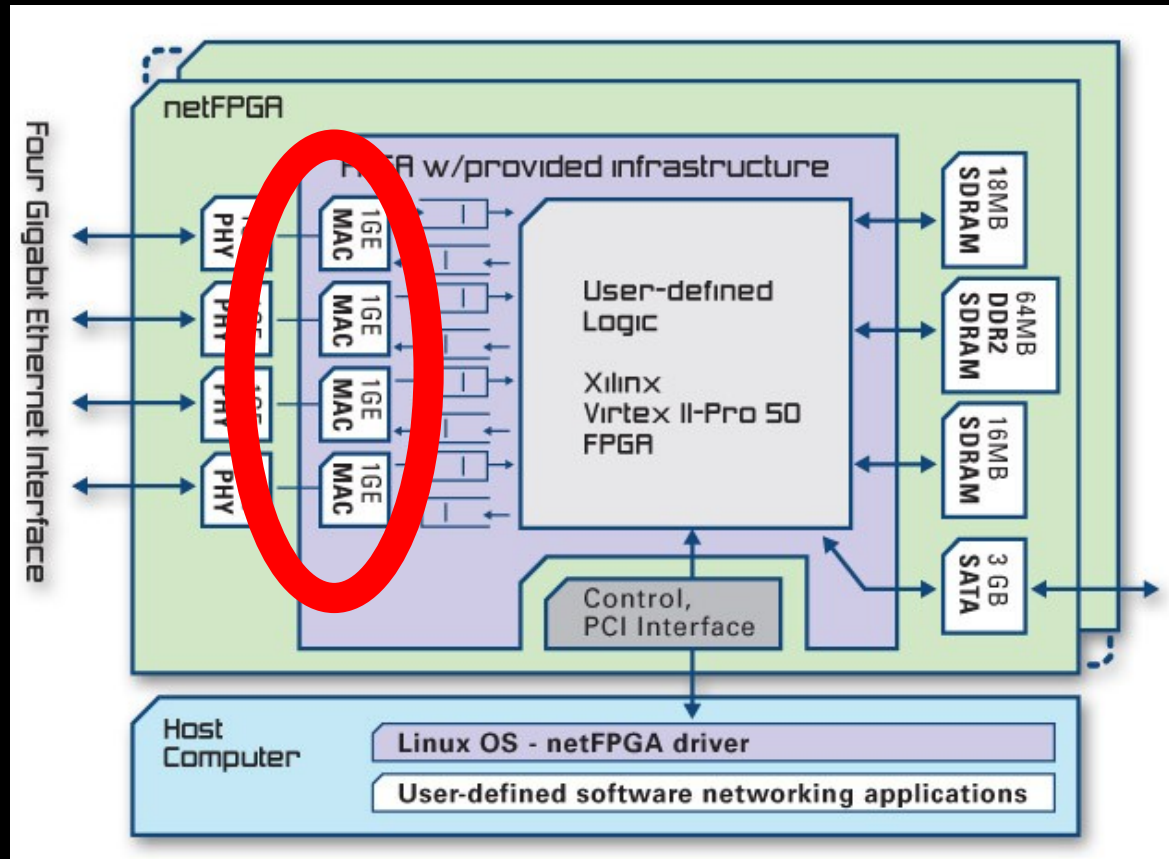 netFPGA
w/provided infrastructure
Four Gigabit Ethernet Interface
PHY
PHY
PHY
PHY
1GE
MAC
1GE
MAC
1GE
MAC
1GE
MAC
User-defined
Logic
Xilinx
Virtex II-Pro 50
FPGA
18MB
SDRAM
64MB
DDR2
SDRAM
16MB
SDRAM
3 GB
SATA
Control,
PCI Interface
Host
Computer
Linux OS - netFPGA driver
User-defined software networking applications